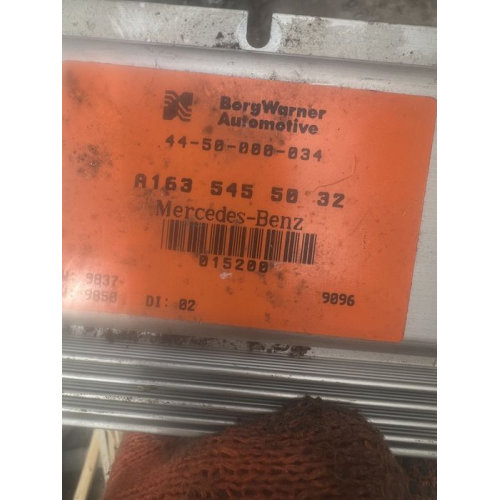 BorgWarner
Automotive
44-50-000-034
A163 545 50 32
Mercedes-Benz
015200
: 9837
: 9850 DI: 02 9096